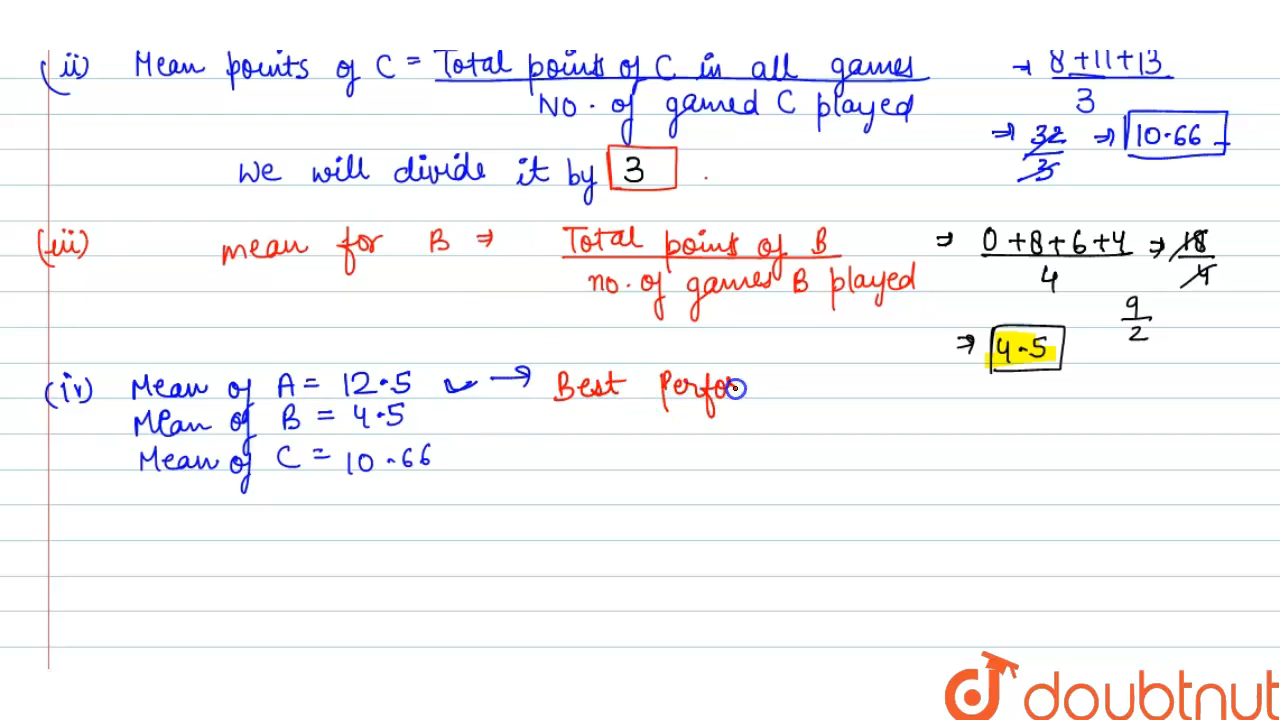 (ii) Mean points of C = Total points of C in all games / No. of gamed C played → 8+11+13 / 3
⇒ 32/3 ⇒ 10.66
We will divide it by 3 .
(iii) mean for B ⇒ Total points of B / no. of games B played ⇒ 0+8+6+4 / 4 ⇒ 18/4
9/2
⇒ 4.5
(iv) Mean of A = 12.5 ✓ → Best Perfo
Mean of B = 4.5
Mean of C = 10.66
doubtnut